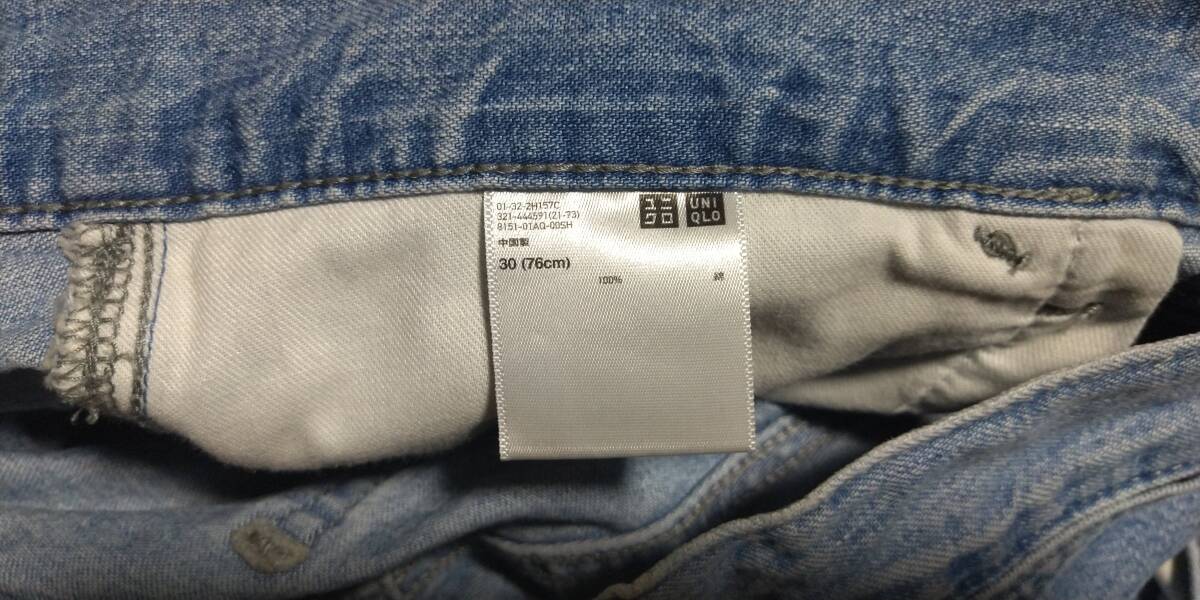 01-32-2H157C
321-444591(21-73)
8151-01AQ-00SH
ユニ
クロ
UNI
QLO
中国製
30 (76cm)
100% 綿